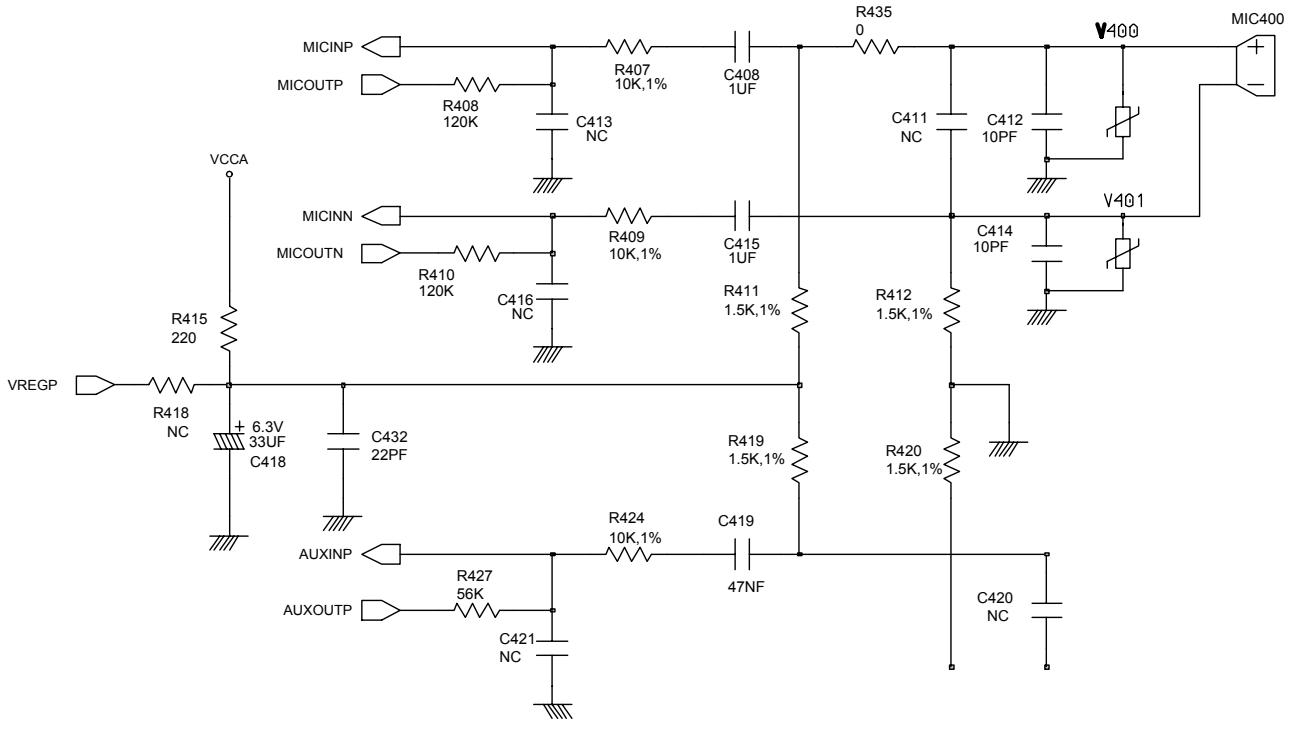 R435
0
MIC400
V400
MICINP
R407
10K,1%
C408
1UF
MICOUTP
R408
120K
C413
NC
C411
NC
C412
10PF
+
−
VCCA
MICINN
R409
10K,1%
C415
1UF
V401
C414
10PF
MICOUTN
R410
120K
C416
NC
R411
1.5K,1%
R412
1.5K,1%
R415
220
VREGP
R418
NC
+ 6.3V
33UF
C418
C432
22PF
R419
1.5K,1%
R420
1.5K,1%
AUXINP
R424
10K,1%
C419
47NF
AUXOUTP
R427
56K
C421
NC
C420
NC